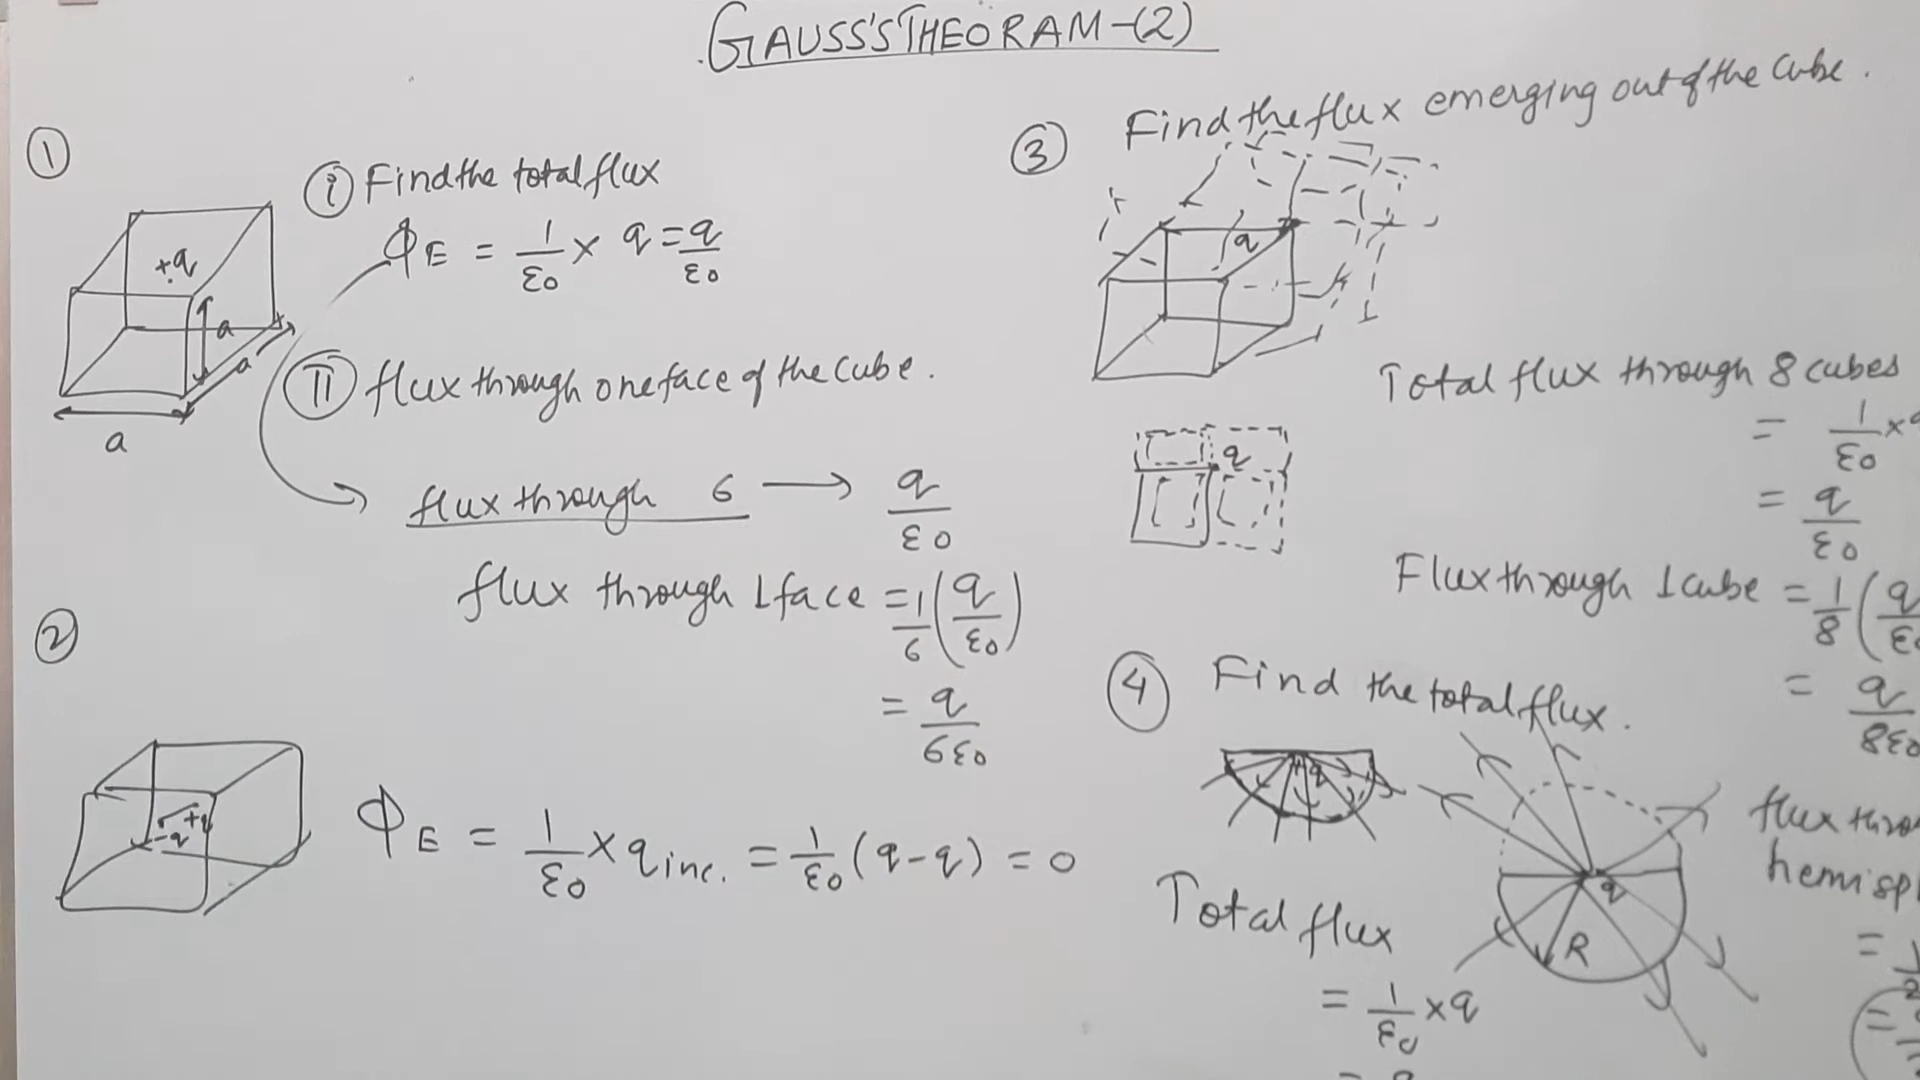 GAUSS'S THEORAM-(2)
①
ⓘ Find the total flux
ΦE = 1/ε0 × q = q/ε0
+q
a
a
a
ⓘⓘ flux through one face of the cube.
flux through 6 → q/ε0
flux through 1 face = 1/6 (q/ε0)
= q/6ε0
②
-q +q
ΦE = 1/ε0 × qinc. = 1/ε0 (q-q) = 0
③ Find the flux emerging out of the cube.
q
q
Total flux through 8 cubes
= 1/ε0 ×
= q/ε0
Flux through 1 cube = 1/8 (q/ε0
= q/8ε0
④ Find the total flux.
+q
q
R
Total flux
= 1/ε0 × q
flux
=